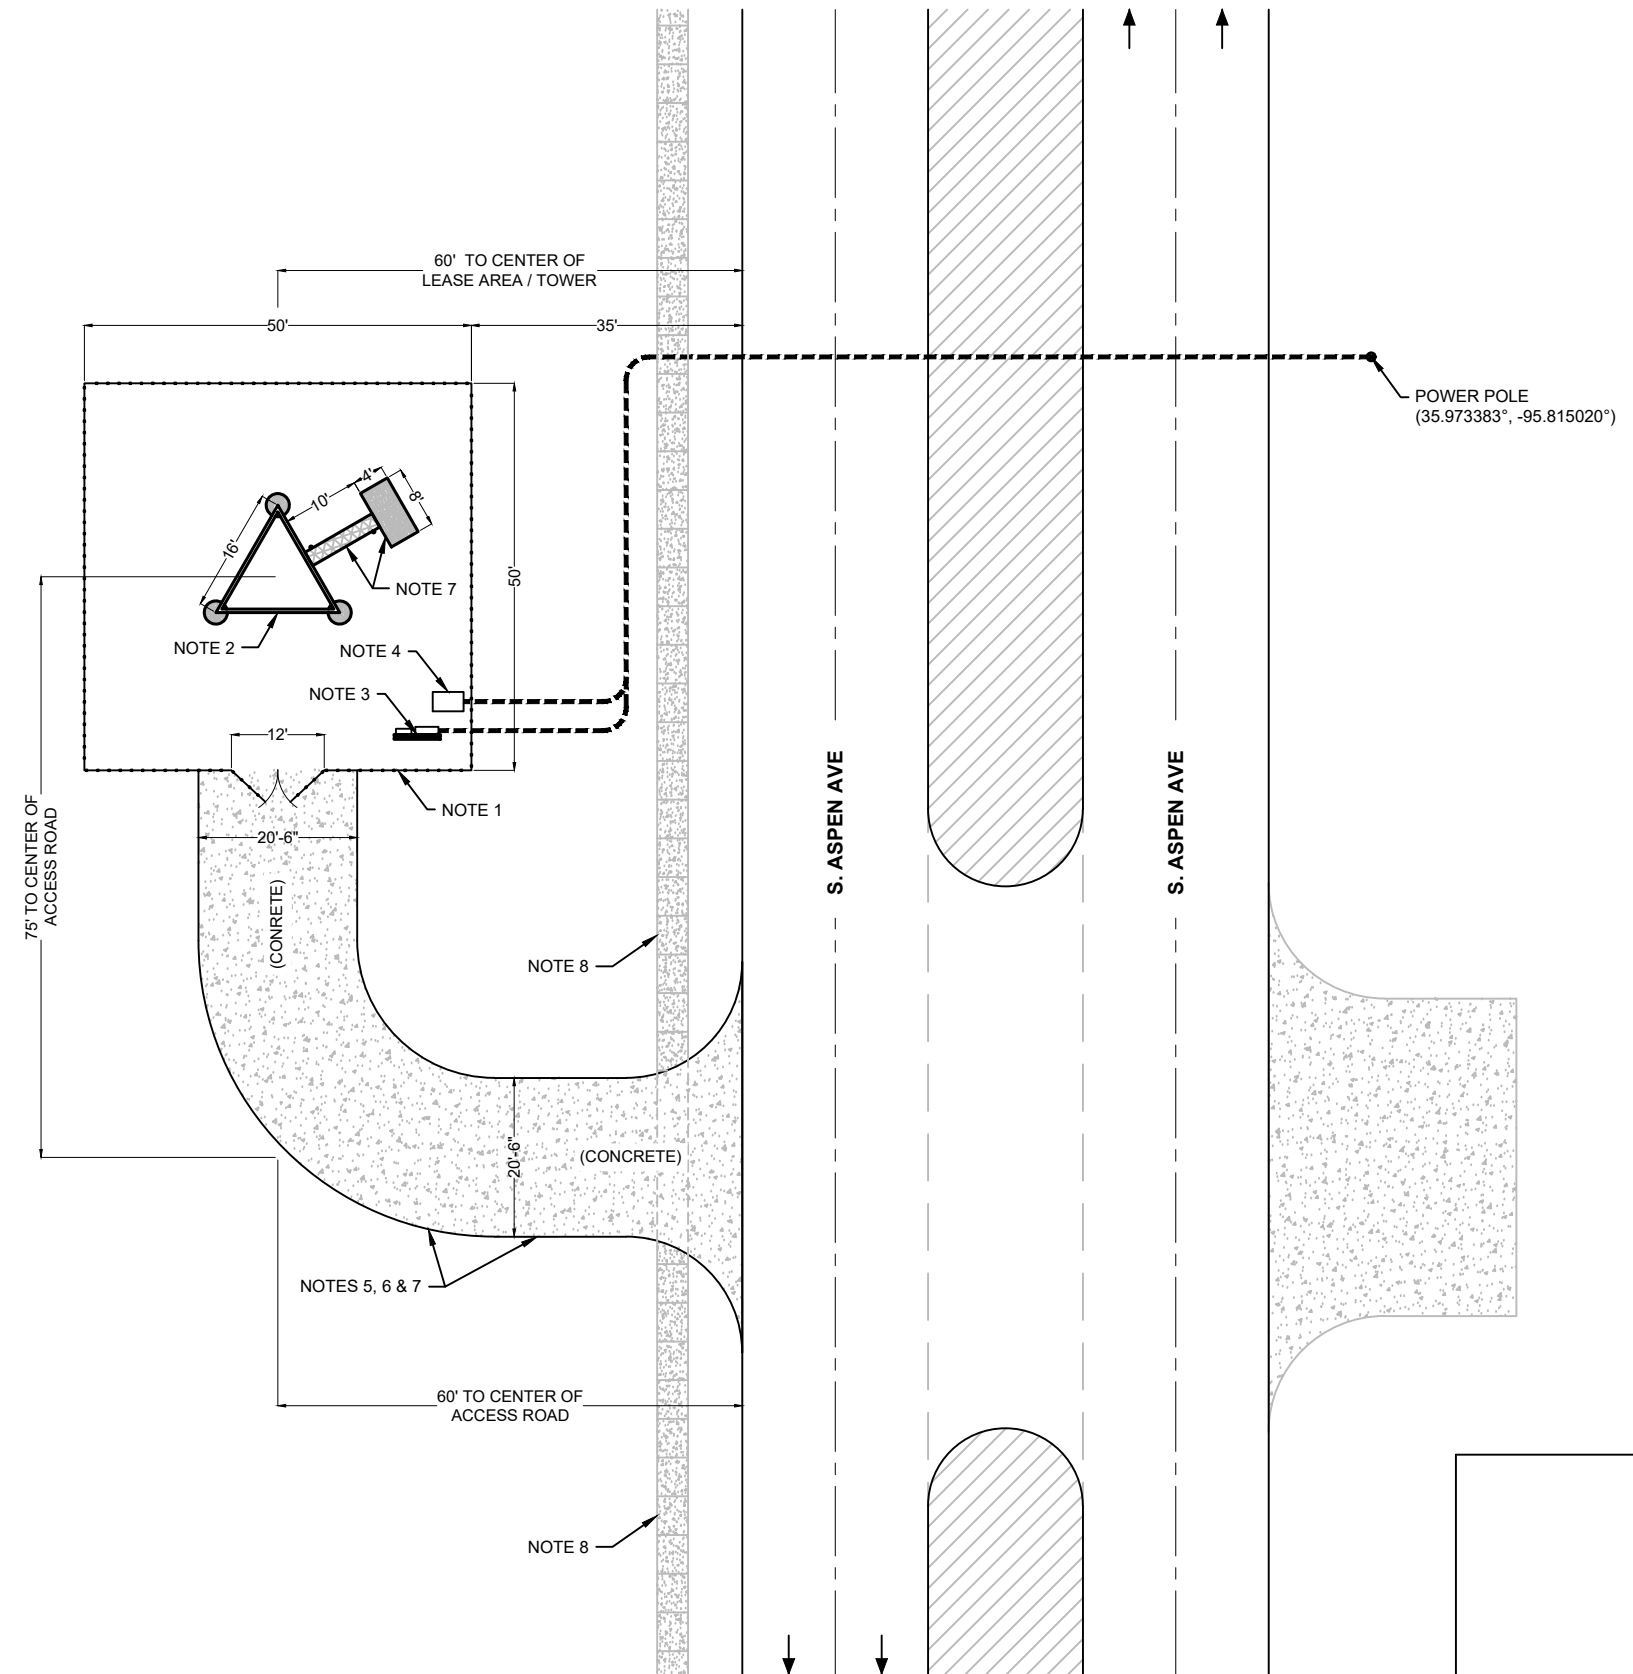 60' TO CENTER OF
LEASE AREA / TOWER
50'
35'
POWER POLE
(35.973383°, -95.815020°)
4'
10'
8'
16'
50'
NOTE 7
NOTE 2
NOTE 4
NOTE 3
12'
NOTE 1
S. ASPEN AVE
S. ASPEN AVE
20'-6"
75' TO CENTER OF
ACCESS ROAD
(CONRETE)
NOTE 8
20'-6"
(CONCRETE)
NOTES 5, 6 & 7
60' TO CENTER OF
ACCESS ROAD
NOTE 8